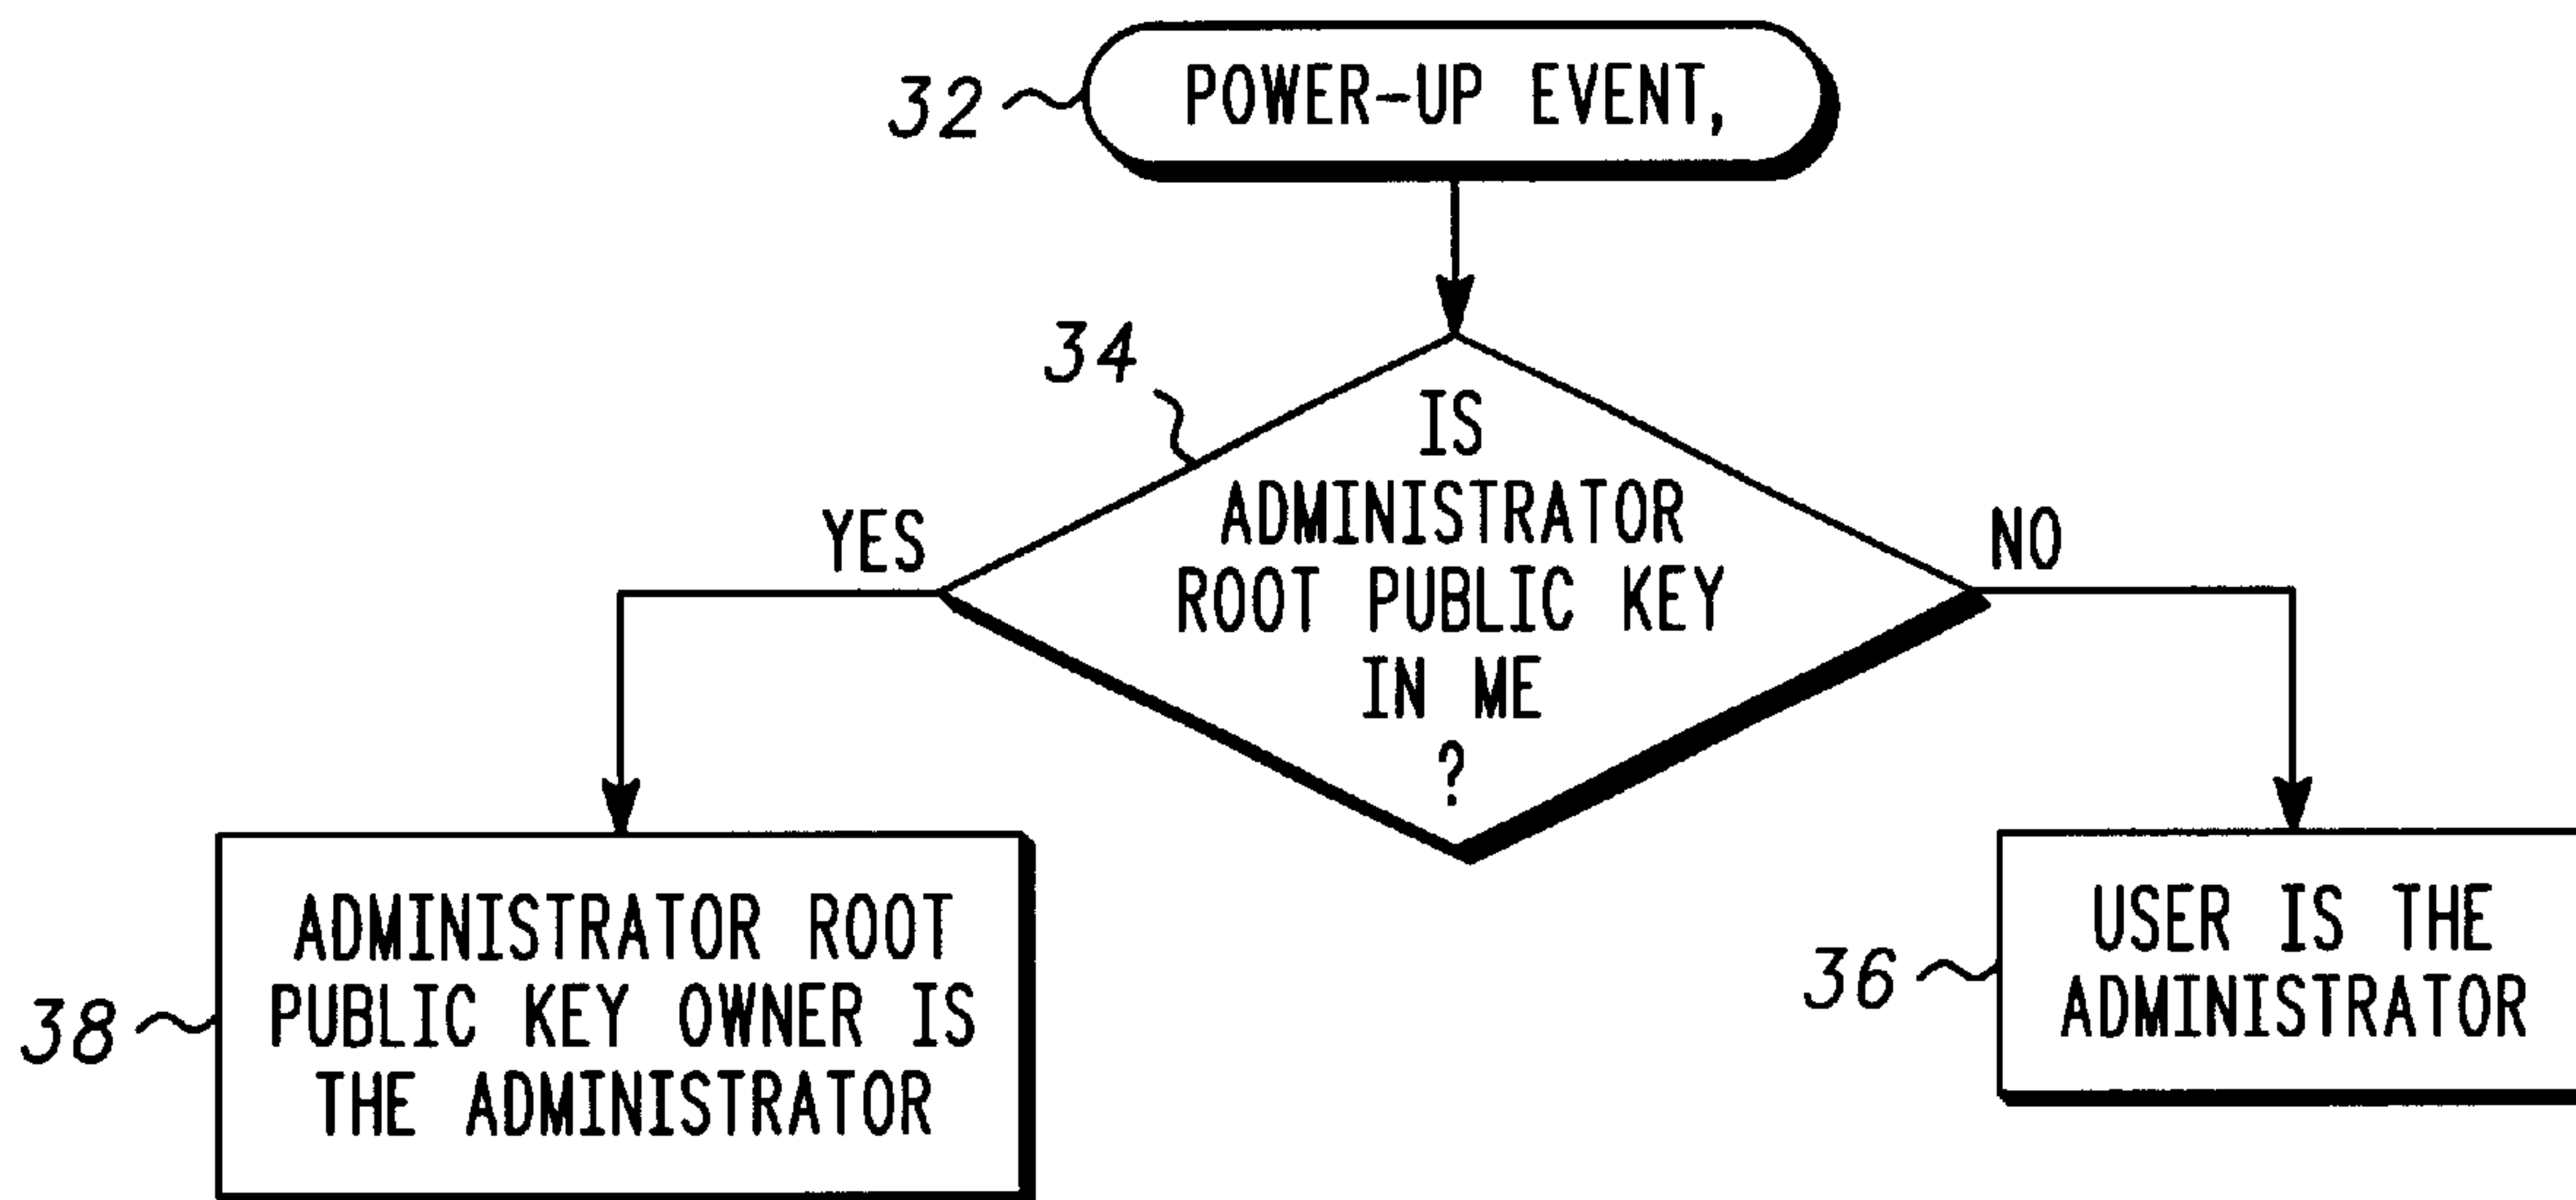 32
POWER-UP EVENT,
34
IS
ADMINISTRATOR
ROOT PUBLIC KEY
IN ME
?
YES
NO
38
ADMINISTRATOR ROOT
PUBLIC KEY OWNER IS
THE ADMINISTRATOR
36
USER IS THE
ADMINISTRATOR